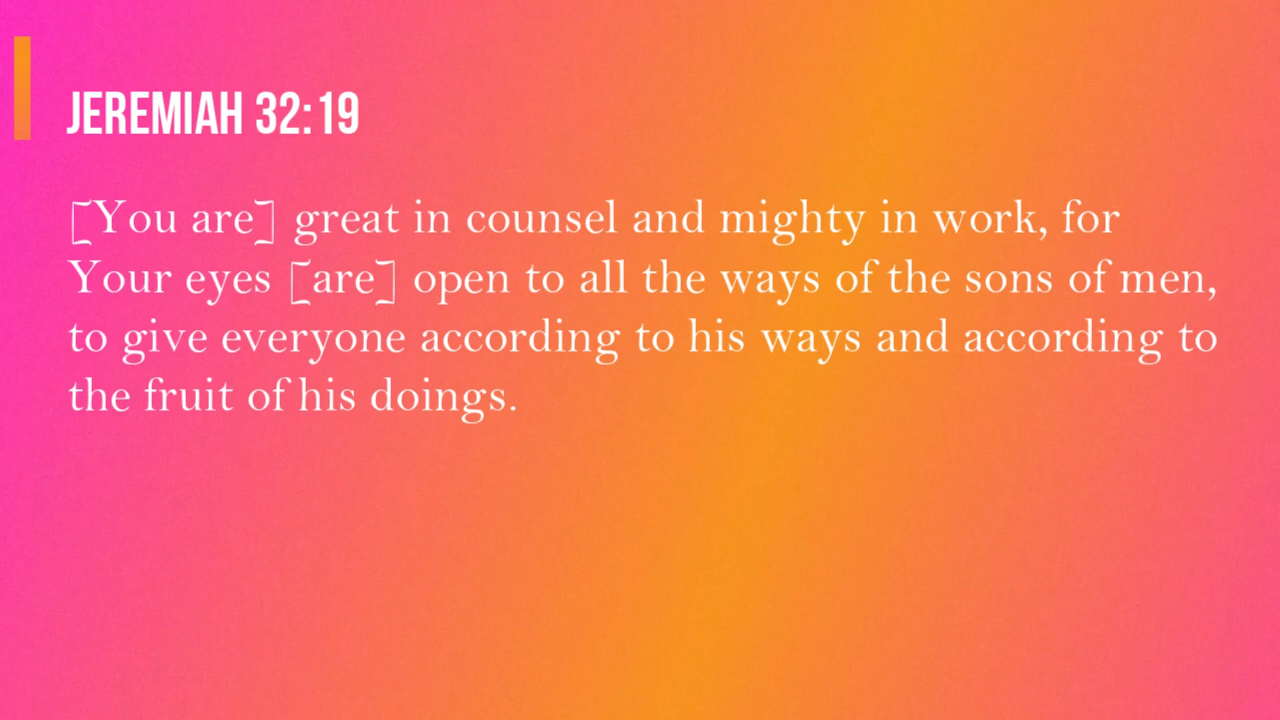 JEREMIAH 32:19
[You are] great in counsel and mighty in work, for
Your eyes [are] open to all the ways of the sons of men,
to give everyone according to his ways and according to
the fruit of his doings.